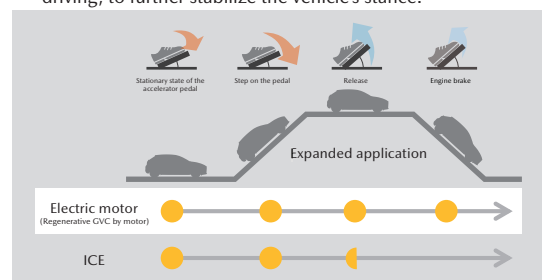 driving, to further stabilize the vehicle's stance.
Stationary state of the
accelerator pedal
Step on the pedal
Release
Engine brake
Expanded application
Electric motor
(Regenerative GVC by motor)
ICE